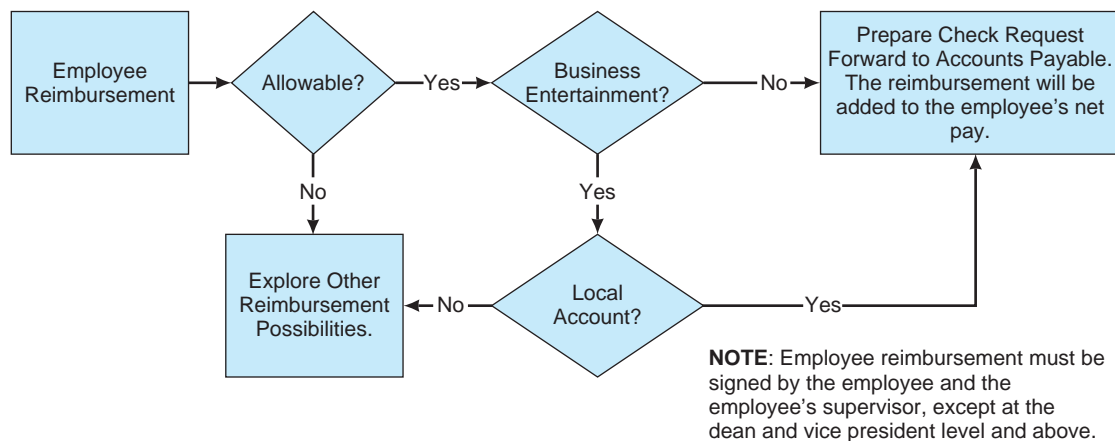 Employee
Reimbursement
Allowable?
Yes
Business
Entertainment?
No
Prepare Check Request
Forward to Accounts Payable.
The reimbursement will be
added to the employee's net
pay.
No
Yes
Explore Other
Reimbursement
Possibilities.
No
Local
Account?
Yes
NOTE: Employee reimbursement must be
signed by the employee and the
employee's supervisor, except at the
dean and vice president level and above.